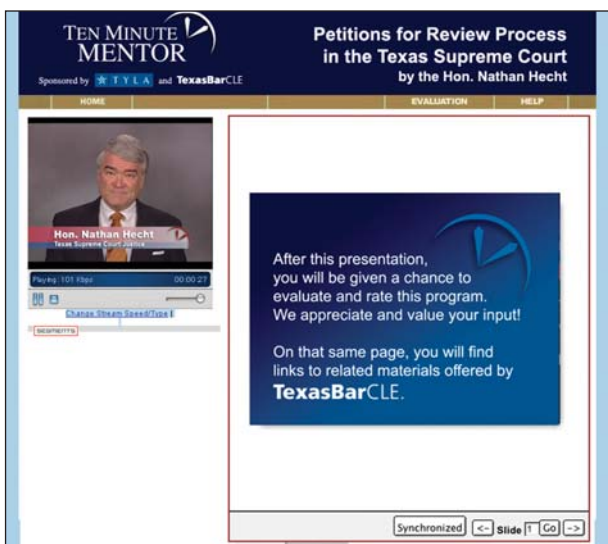 TEN MINUTE
MENTOR
Sponsored by TYLA and TexasBarCLE
Petitions for Review Process
in the Texas Supreme Court
by the Hon. Nathan Hecht
HOME
EVALUATION
HELP
Hon. Nathan Hecht
Texas Supreme Court Justice
Playing: 101 Kbps
00:00:27
Change Stream Speed/Type
SEGMENTS
After this presentation,
you will be given a chance to
evaluate and rate this program.
We appreciate and value your input!
On that same page, you will find
links to related materials offered by
TexasBarCLE.
Synchronized <- Slide 1 Go ->